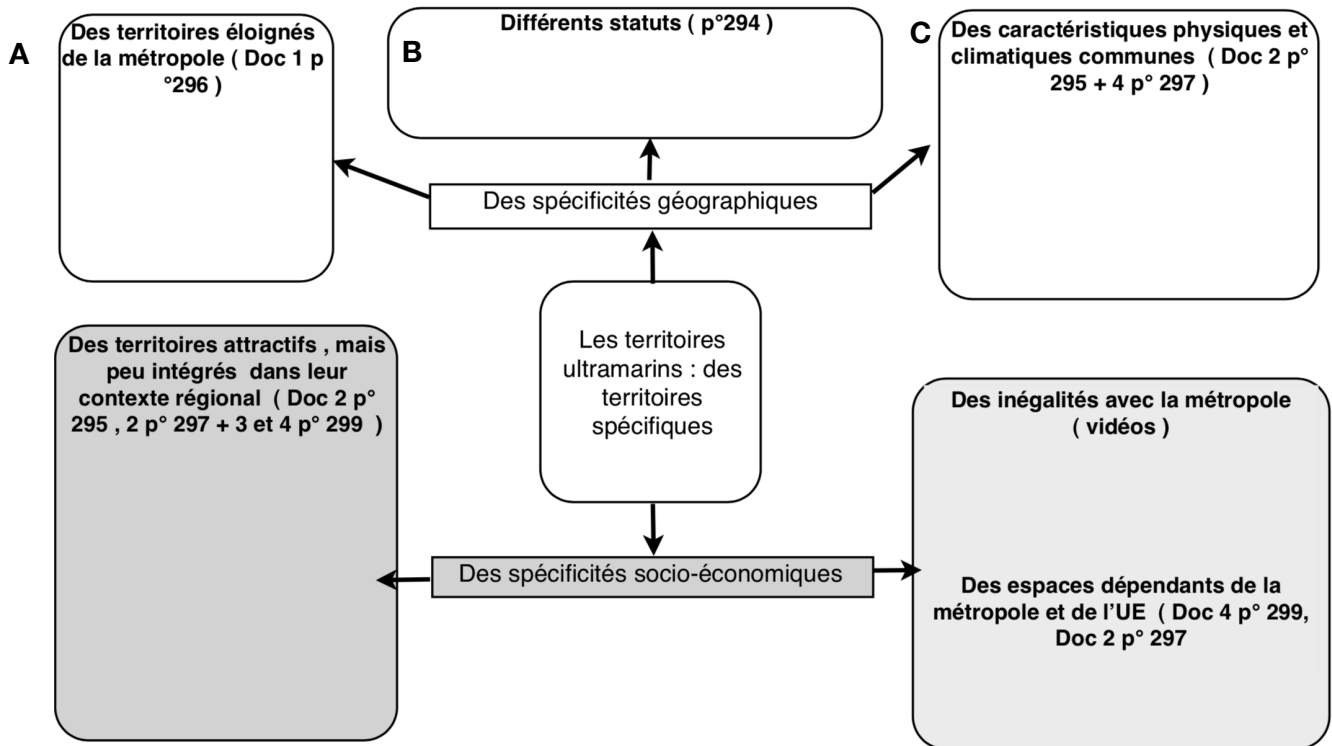 A
Des territoires éloignés
de la métropole ( Doc 1 p
°296 )
B
Différents statuts ( p°294 )
C
Des caractéristiques physiques et
climatiques communes ( Doc 2 p°
295 + 4 p° 297 )
Des spécificités géographiques
Les territoires
ultramarins : des
territoires
spécifiques
Des territoires attractifs , mais
peu intégrés dans leur
contexte régional ( Doc 2 p°
295 , 2 p° 297 + 3 et 4 p° 299 )
Des inégalités avec la métropole
( vidéos )
Des spécificités socio-économiques
Des espaces dépendants de la
métropole et de l'UE ( Doc 4 p° 299,
Doc 2 p° 297